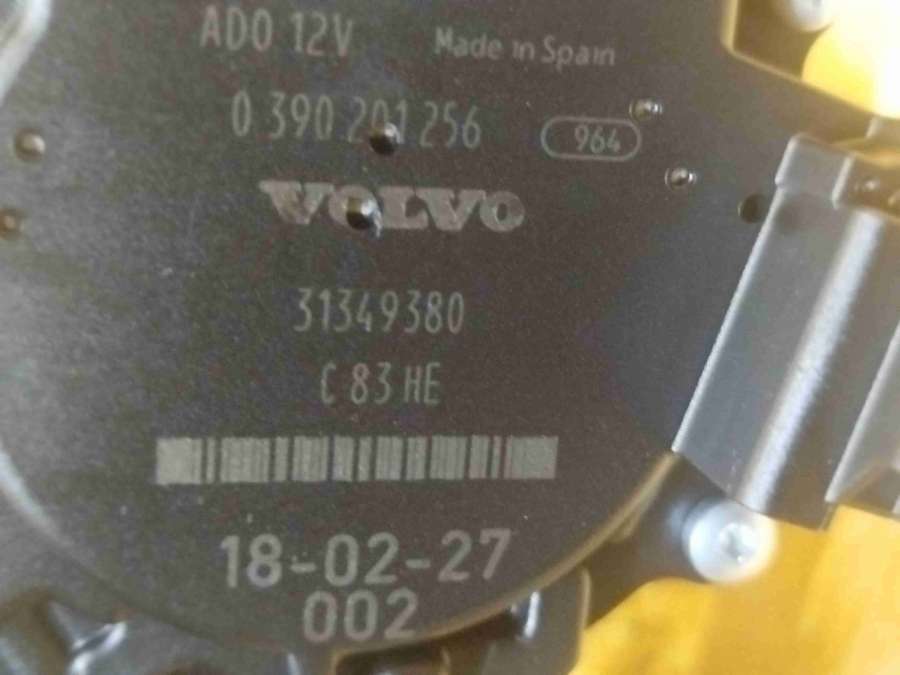 ADO 12V Made in Spain
0 390 201 256 964
VOLVO
31349380
C 83 HE
18-02-27
002